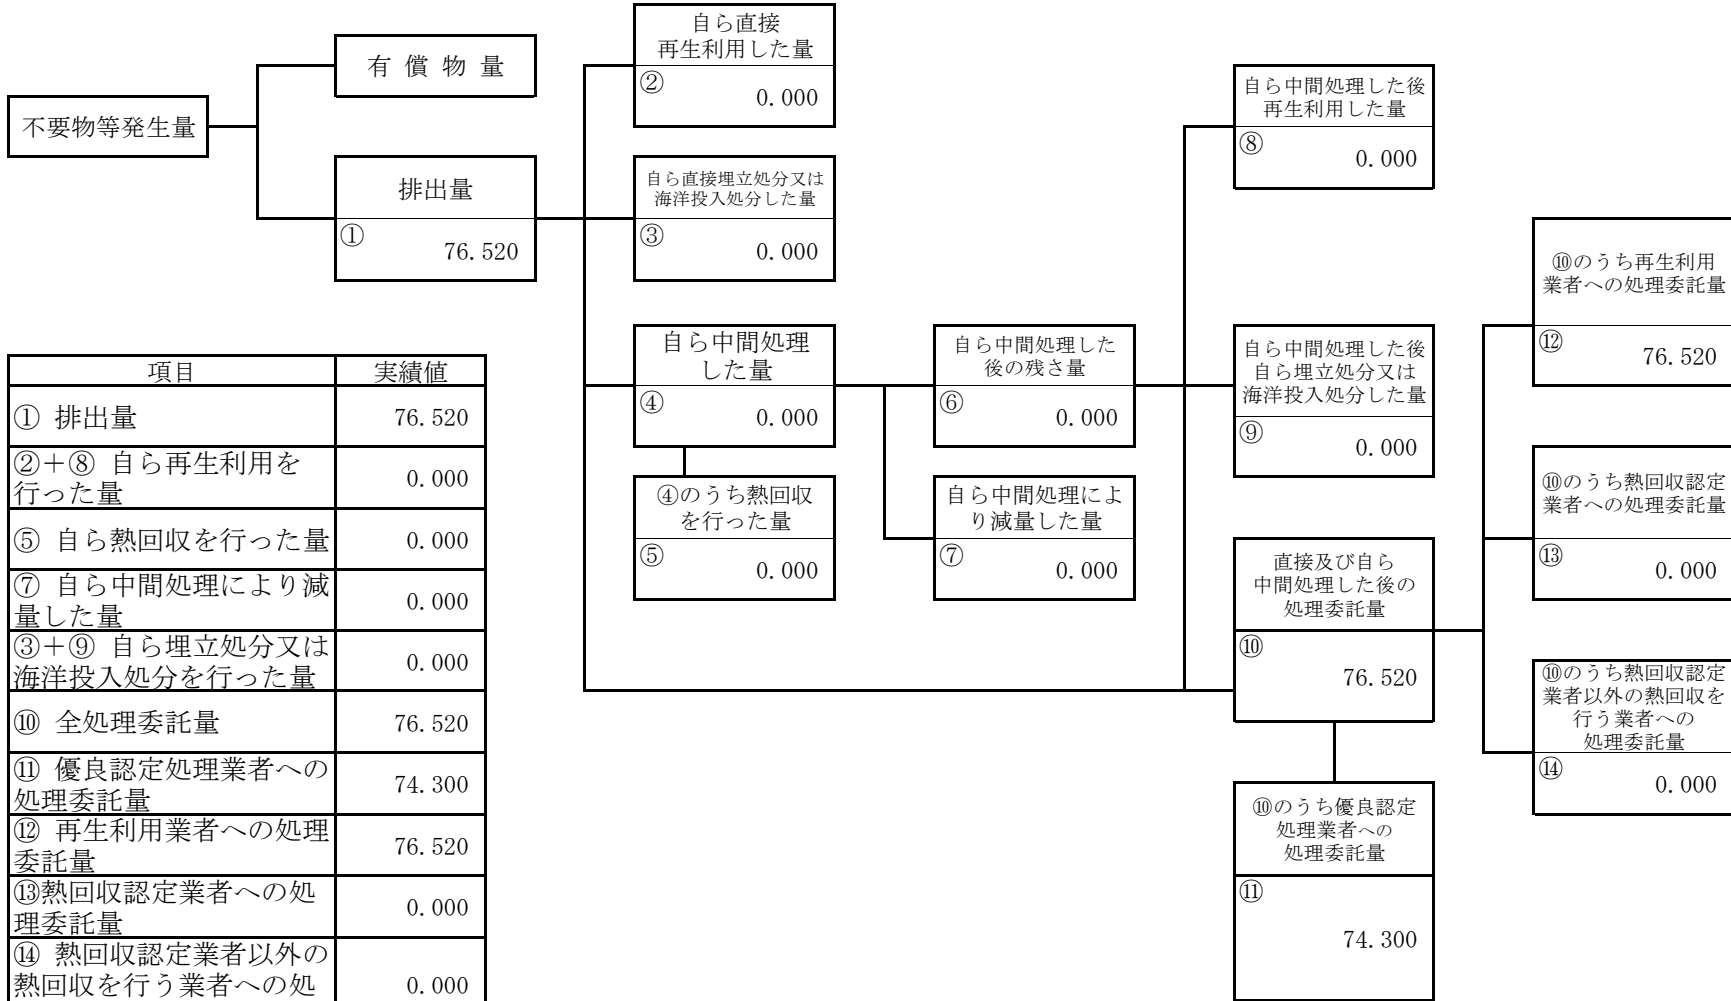 不要物等発生量
有 償 物 量
排出量
①
76.520
自ら直接
再生利用した量
②
0.000
自ら直接埋立処分又は
海洋投入処分した量
③
0.000
自ら中間処理
した量
④
0.000
④のうち熱回収
を行った量
⑤
0.000
自ら中間処理した
後の残さ量
⑥
0.000
自ら中間処理によ
り減量した量
⑦
0.000
自ら中間処理した後
再生利用した量
⑧
0.000
自ら中間処理した後
自ら埋立処分又は
海洋投入処分した量
⑨
0.000
直接及び自ら
中間処理した後の
処理委託量
⑩
76.520
⑩のうち優良認定
処理業者への
処理委託量
⑪
74.300
⑩のうち再生利用
業者への処理委託量
⑫
76.520
⑩のうち熱回収認定
業者への処理委託量
⑬
0.000
⑩のうち熱回収認定
業者以外の熱回収を
行う業者への
処理委託量
⑭
0.000
項目 実績値
① 排出量 76.520
②＋⑧ 自ら再生利用を
行った量 0.000
⑤ 自ら熱回収を行った量 0.000
⑦ 自ら中間処理により減
量した量 0.000
③＋⑨ 自ら埋立処分又は
海洋投入処分を行った量 0.000
⑩ 全処理委託量 76.520
⑪ 優良認定処理業者への
処理委託量 74.300
⑫ 再生利用業者への処理
委託量 76.520
⑬熱回収認定業者への処
理委託量 0.000
⑭ 熱回収認定業者以外の
熱回収を行う業者への処 0.000